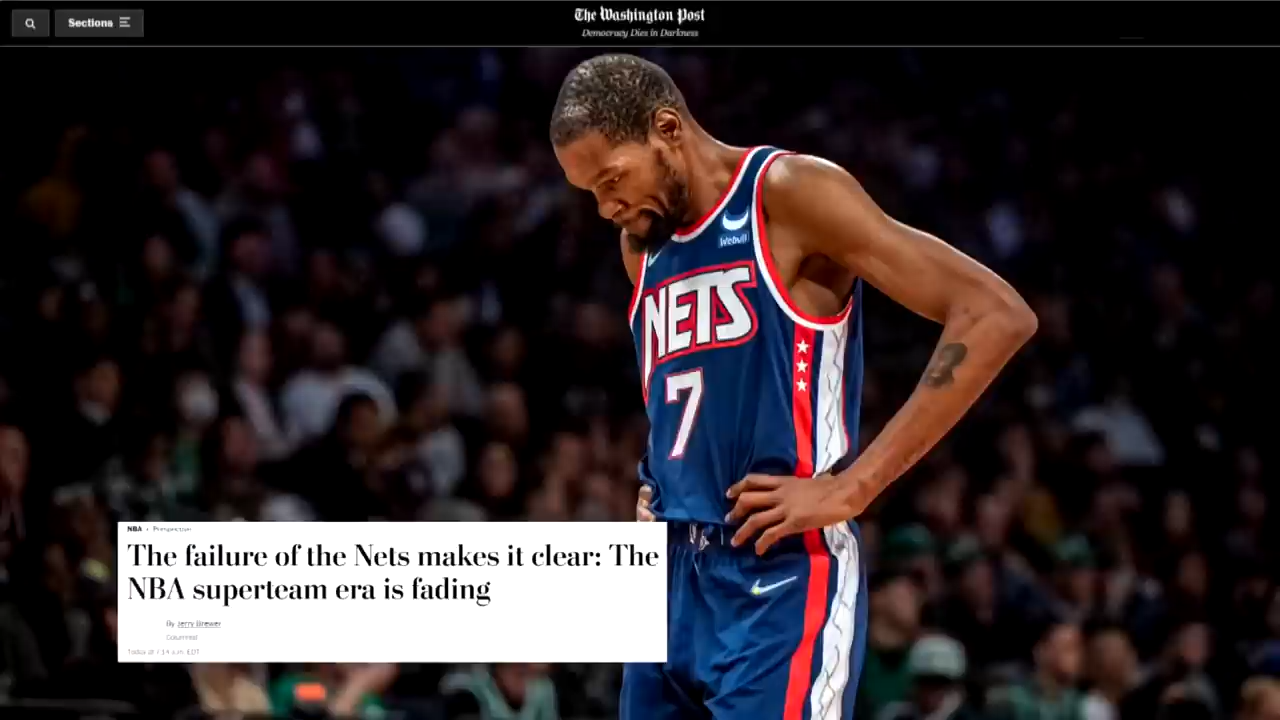 Sections
The Washington Post
Democracy Dies in Darkness
Webull
NETS
7
NBA • Perspective
The failure of the Nets makes it clear: The
NBA superteam era is fading
By Jerry Brewer
Columnist